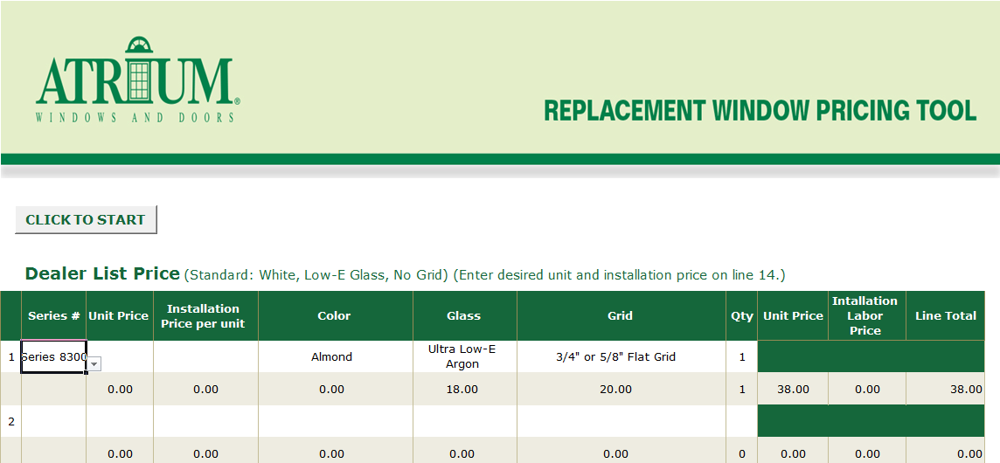 ATRIUM®
WINDOWS AND DOORS
REPLACEMENT WINDOW PRICING TOOL
CLICK TO START
Dealer List Price (Standard: White, Low-E Glass, No Grid) (Enter desired unit and installation price on line 14.)
Series # Unit Price Installation Price per unit Color Glass Grid Qty Unit Price Intallation Labor Price Line Total
1 Series 8300 Almond Ultra Low-E Argon 3/4" or 5/8" Flat Grid 1
0.00 0.00 0.00 18.00 20.00 1 38.00 0.00 38.00
2
0.00 0.00 0.00 0.00 0.00 0 0.00 0.00 0.00